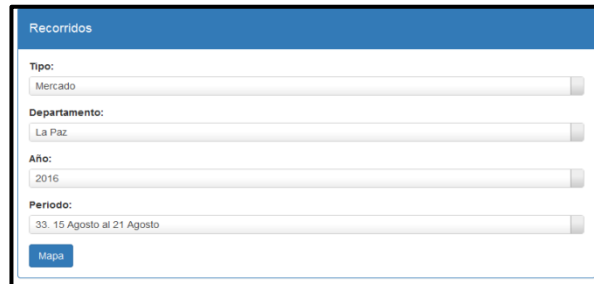 Recorridos
Tipo:
Mercado
Departamento:
La Paz
Año:
2016
Periodo:
33. 15 Agosto al 21 Agosto
Mapa